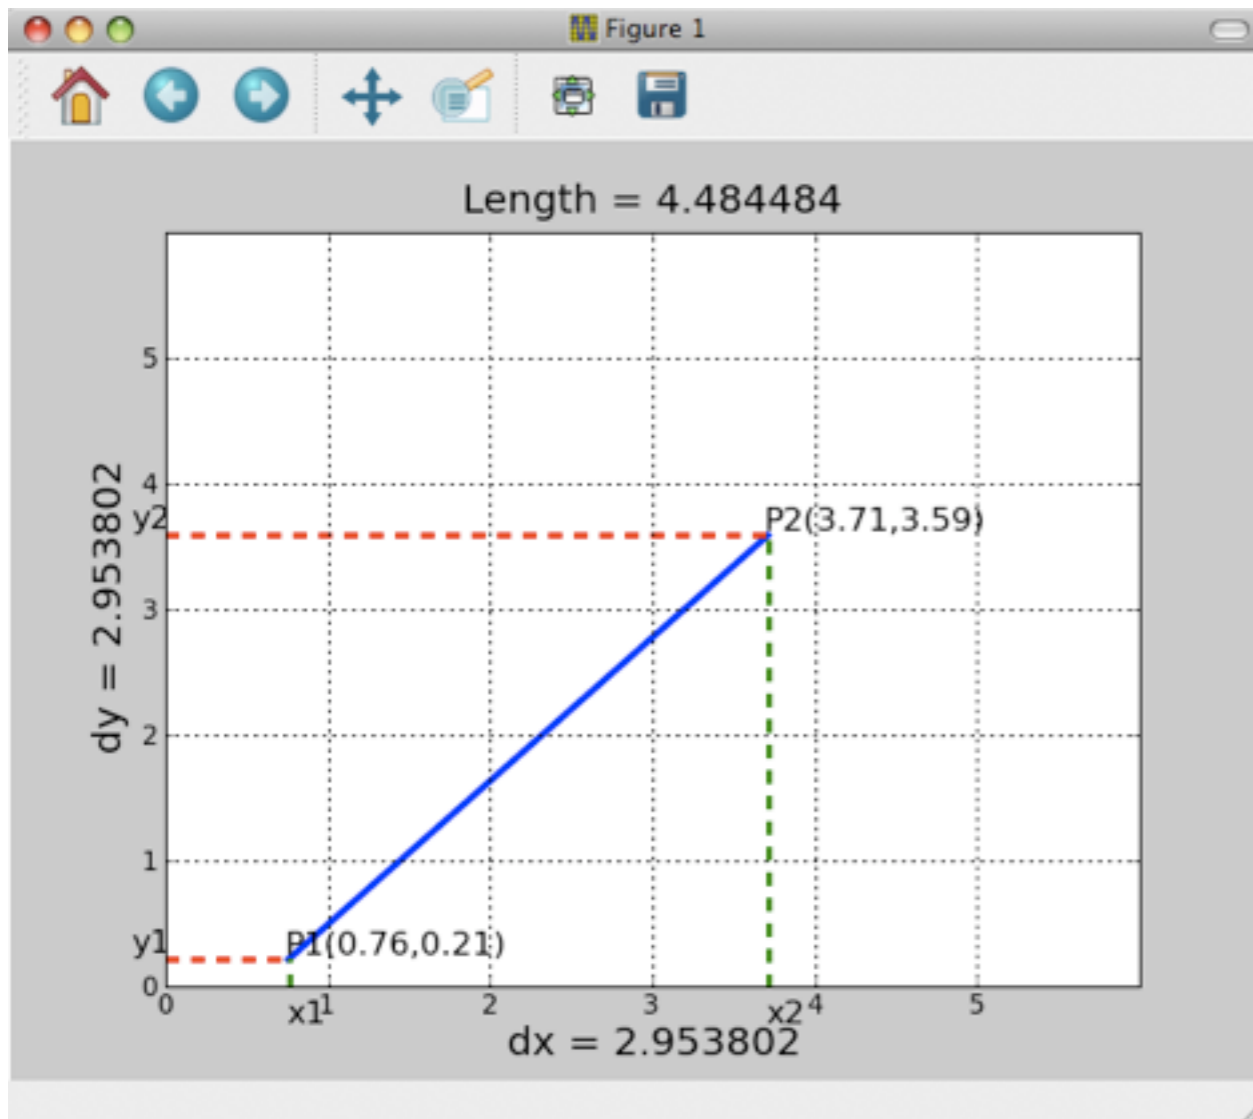 Figure 1
Length = 4.484484
5
4
y2
P2(3.71,3.59)
dy = 2.953802
3
2
1
y1
P1(0.76,0.21)
0
0 1 2 3 4 5
x1 x2
dx = 2.953802